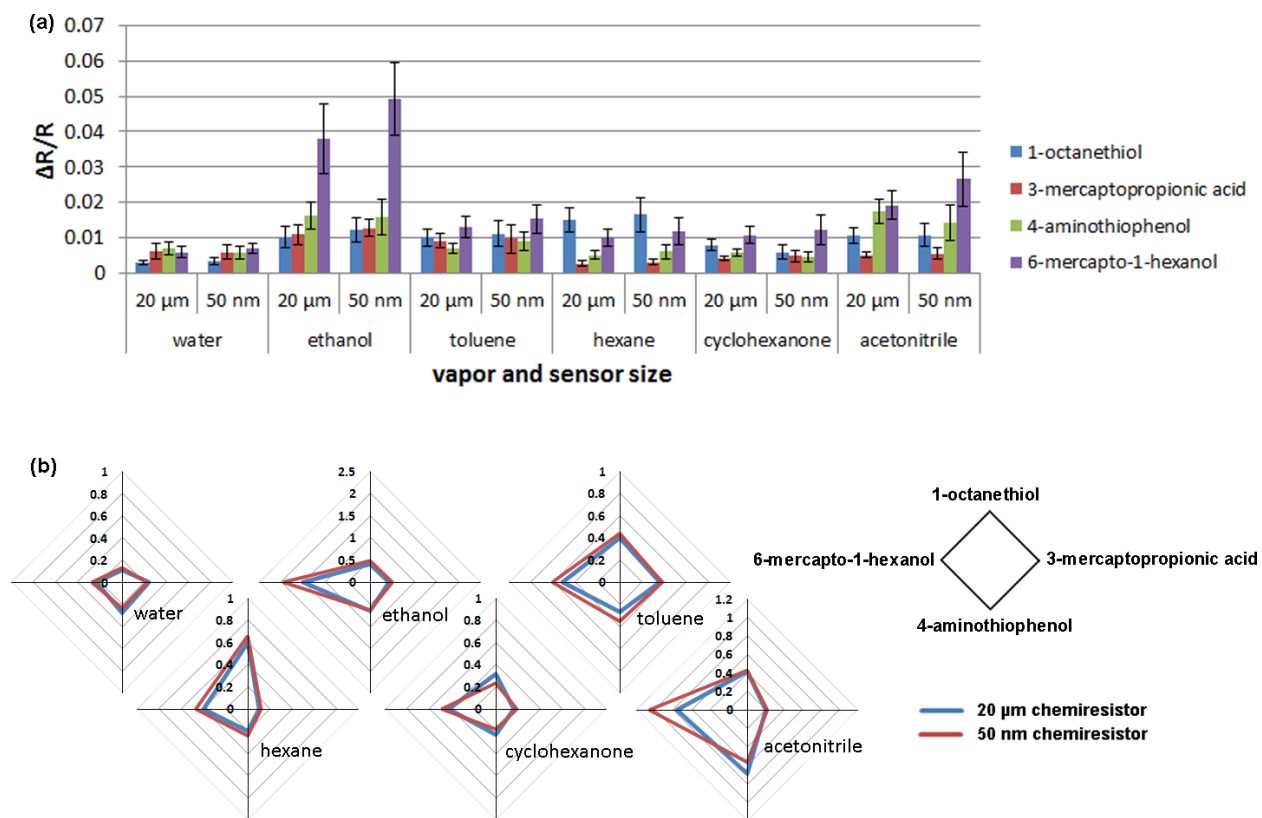 (a)
0.07
0.06
0.05
0.04
0.03
0.02
0.01
0
ΔR/R
20 µm 50 nm 20 µm 50 nm 20 µm 50 nm 20 µm 50 nm 20 µm 50 nm 20 µm 50 nm
water ethanol toluene hexane cyclohexanone acetonitrile
vapor and sensor size
1-octanethiol
3-mercaptopropionic acid
4-aminothiophenol
6-mercapto-1-hexanol
(b)
1
0.8
0.6
0.4
0.2
0
water
2.5
2
1.5
1
0.5
0
ethanol
1
0.8
0.6
0.4
0.2
0
toluene
1
0.8
0.6
0.4
0.2
0
hexane
1
0.8
0.6
0.4
0.2
0
cyclohexanone
1.2
1
0.8
0.6
0.4
0.2
0
acetonitrile
1-octanethiol
6-mercapto-1-hexanol 3-mercaptopropionic acid
4-aminothiophenol
20 µm chemiresistor
50 nm chemiresistor